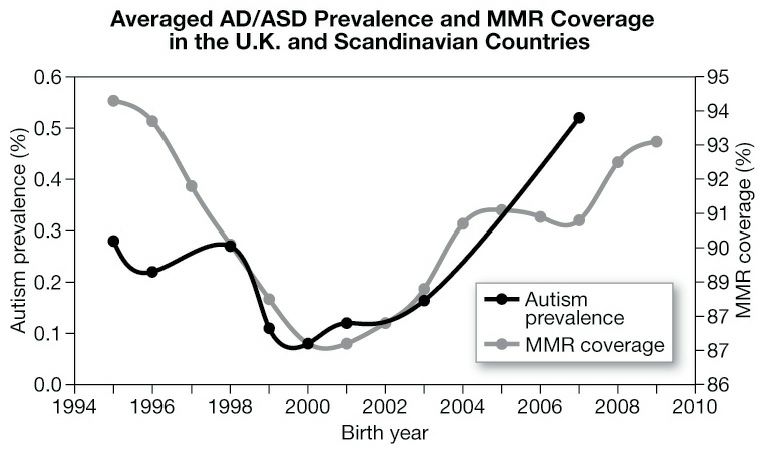 Averaged AD/ASD Prevalence and MMR Coverage
in the U.K. and Scandinavian Countries
Autism prevalence (%)
0.6
0.5
0.4
0.3
0.2
0.1
0.0
95
94
93
92
91
90
89
87
87
86
MMR coverage (%)
Autism
prevalence
MMR coverage
1994 1996 1998 2000 2002 2004 2006 2008 2010
Birth year